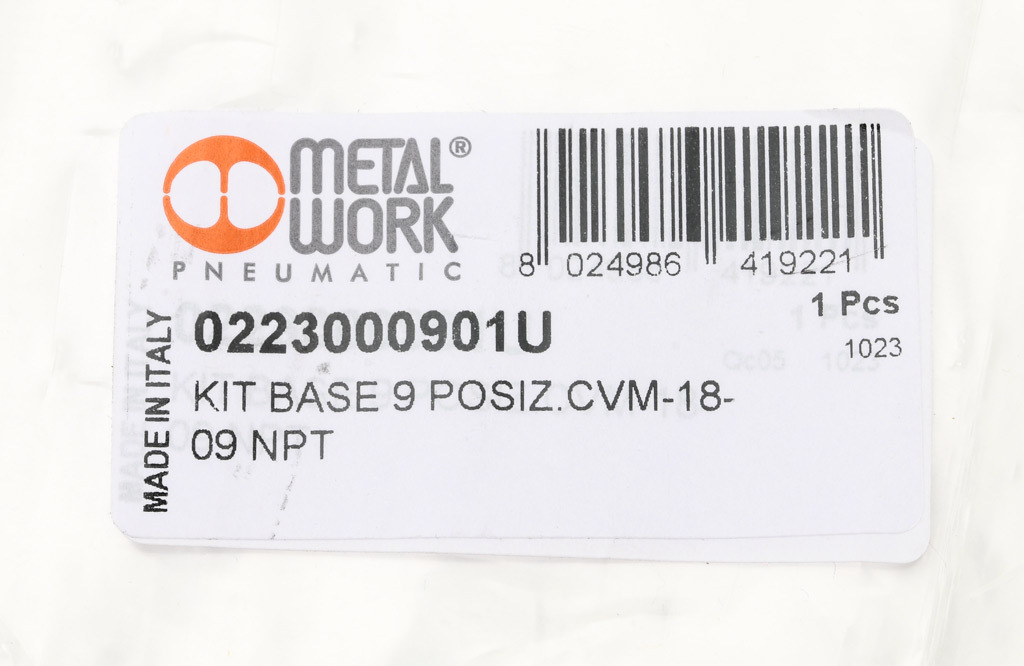 METAL®
WORK
PNEUMATIC
8 024986 419221
1 Pcs
1023
0223000901U
KIT BASE 9 POSIZ.CVM-18-
09 NPT
MADE IN ITALY